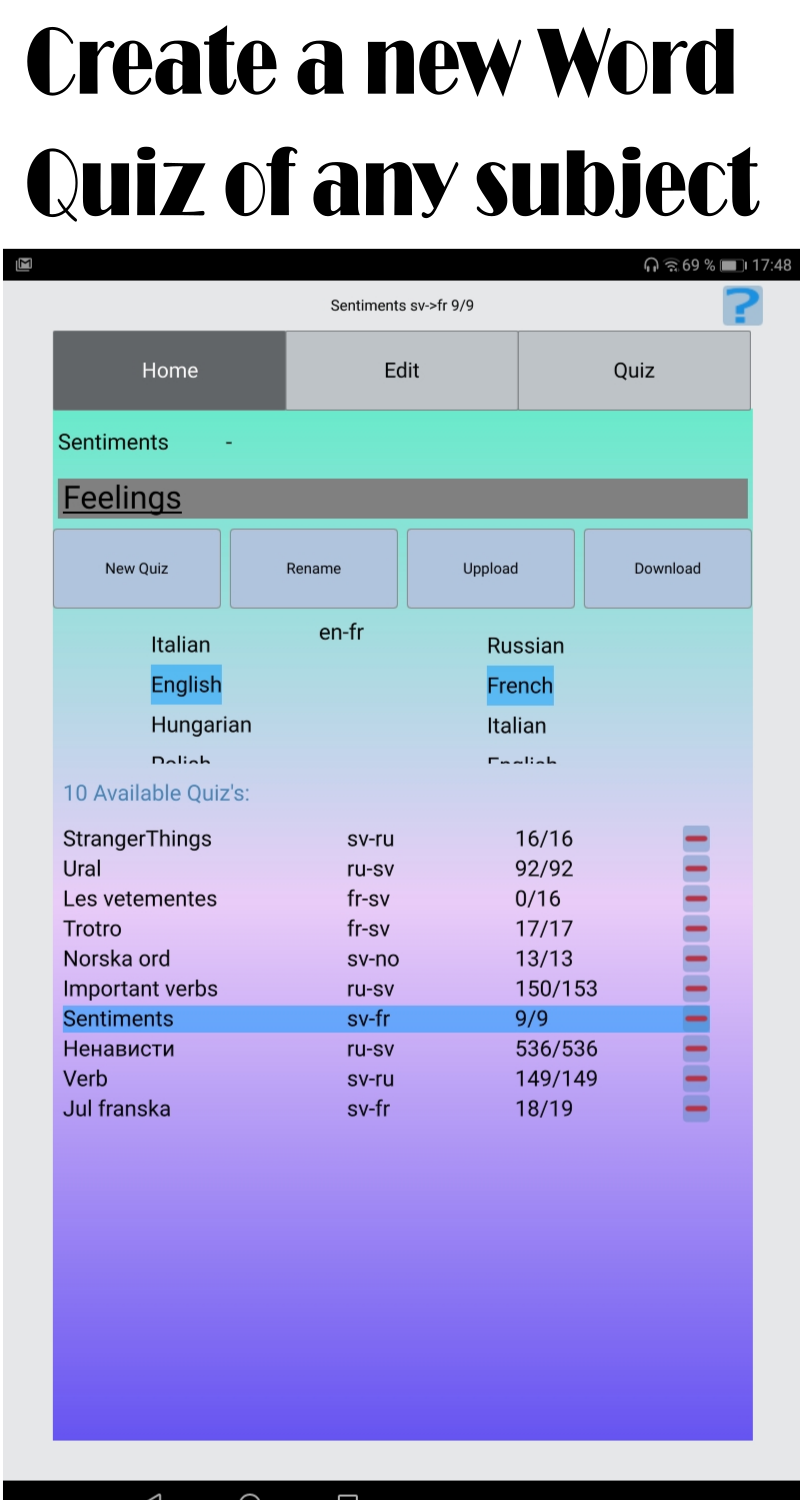 Create a new Word
Quiz of any subject
69 % 17:48
Sentiments sv->fr 9/9
?
Home Edit Quiz
Sentiments -
Feelings
New Quiz Rename Uppload Download
en-fr
Italian Russian
English French
Hungarian Italian
Polish English
10 Available Quiz's:
StrangerThings sv-ru 16/16
Ural ru-sv 92/92
Les vetementes fr-sv 0/16
Trotro fr-sv 17/17
Norska ord sv-no 13/13
Important verbs ru-sv 150/153
Sentiments sv-fr 9/9
Ненависти ru-sv 536/536
Verb sv-ru 149/149
Jul franska sv-fr 18/19